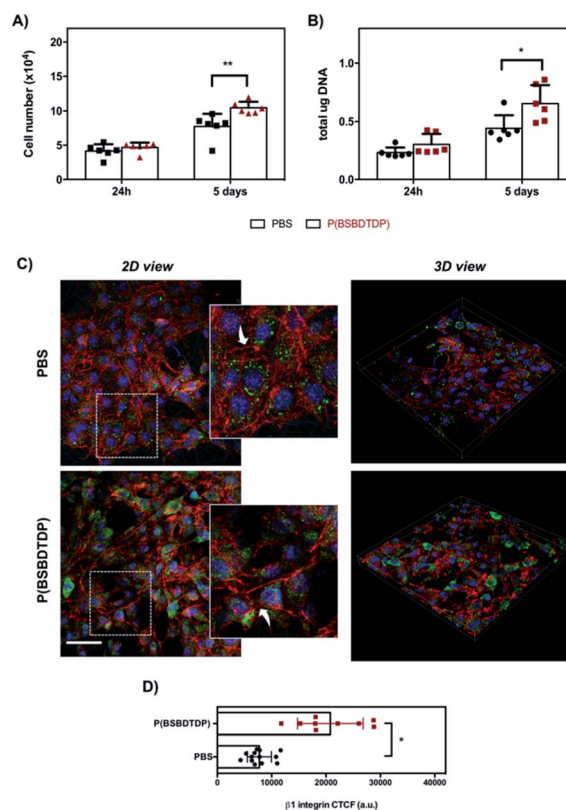 A)
B)
Cell number (x10⁴)
20
15
10
5
0
**
24h
5 days
total ug DNA
1.0
0.5
0.0
*
24h
5 days
PBS
P(BSBDTDP)
C)
2D view
3D view
PBS
P(BSBDTDP)
D)
P(BSBDTDP)
PBS
*
0
10000
20000
30000
40000
β1 integrin CTCF (a.u.)